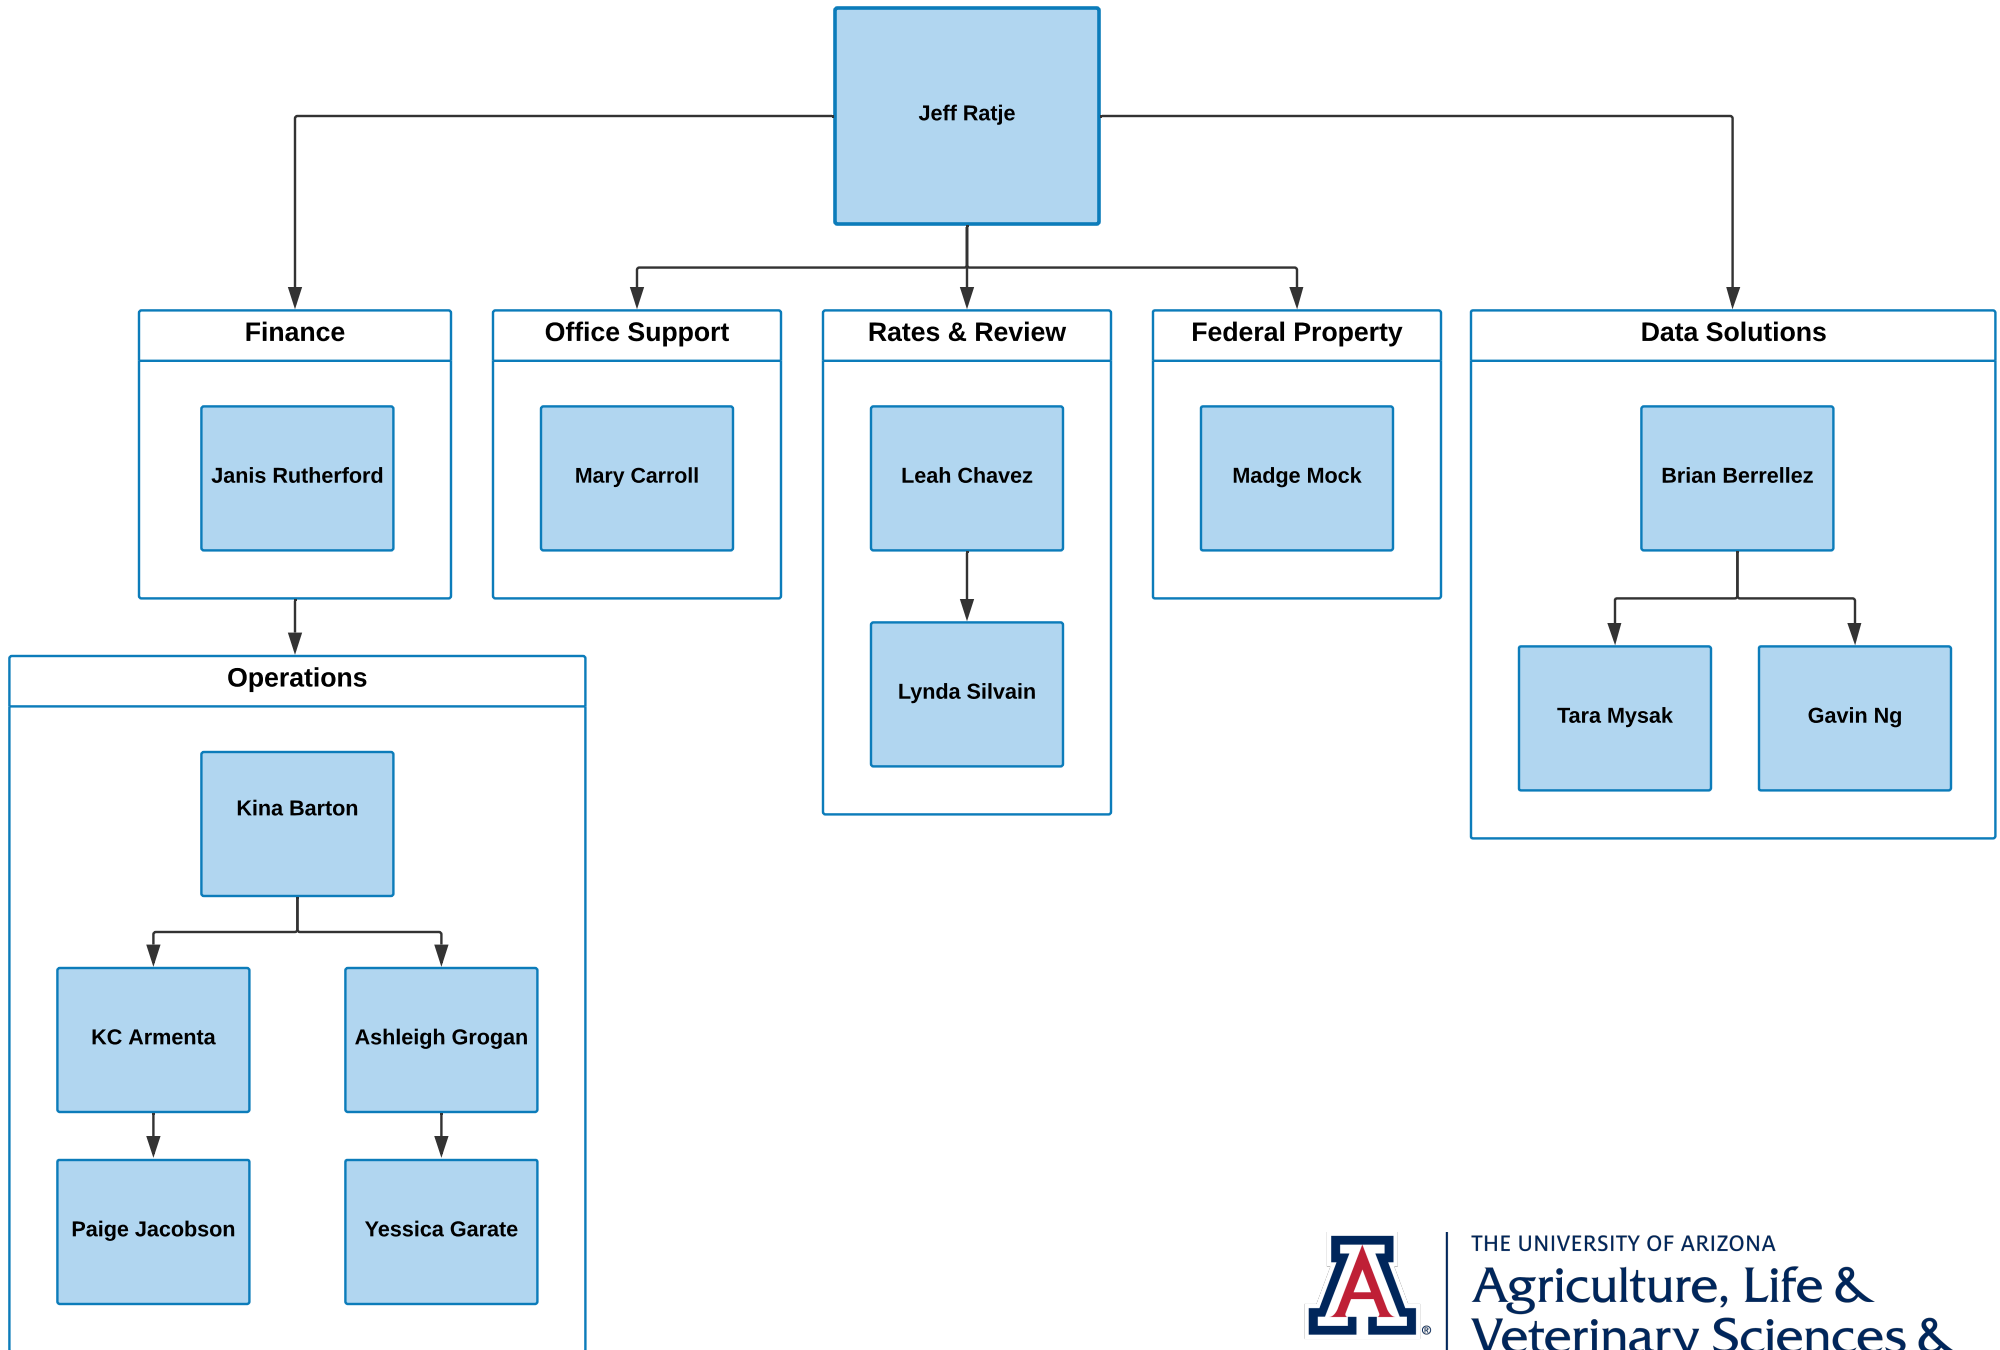 Jeff Ratje
Finance
Office Support
Rates & Review
Federal Property
Data Solutions
Janis Rutherford
Mary Carroll
Leah Chavez
Madge Mock
Brian Berrellez
Lynda Silvain
Tara Mysak
Gavin Ng
Operations
Kina Barton
KC Armenta
Ashleigh Grogan
Paige Jacobson
Yessica Garate
A®
THE UNIVERSITY OF ARIZONA
Agriculture, Life &
Veterinary Sciences &